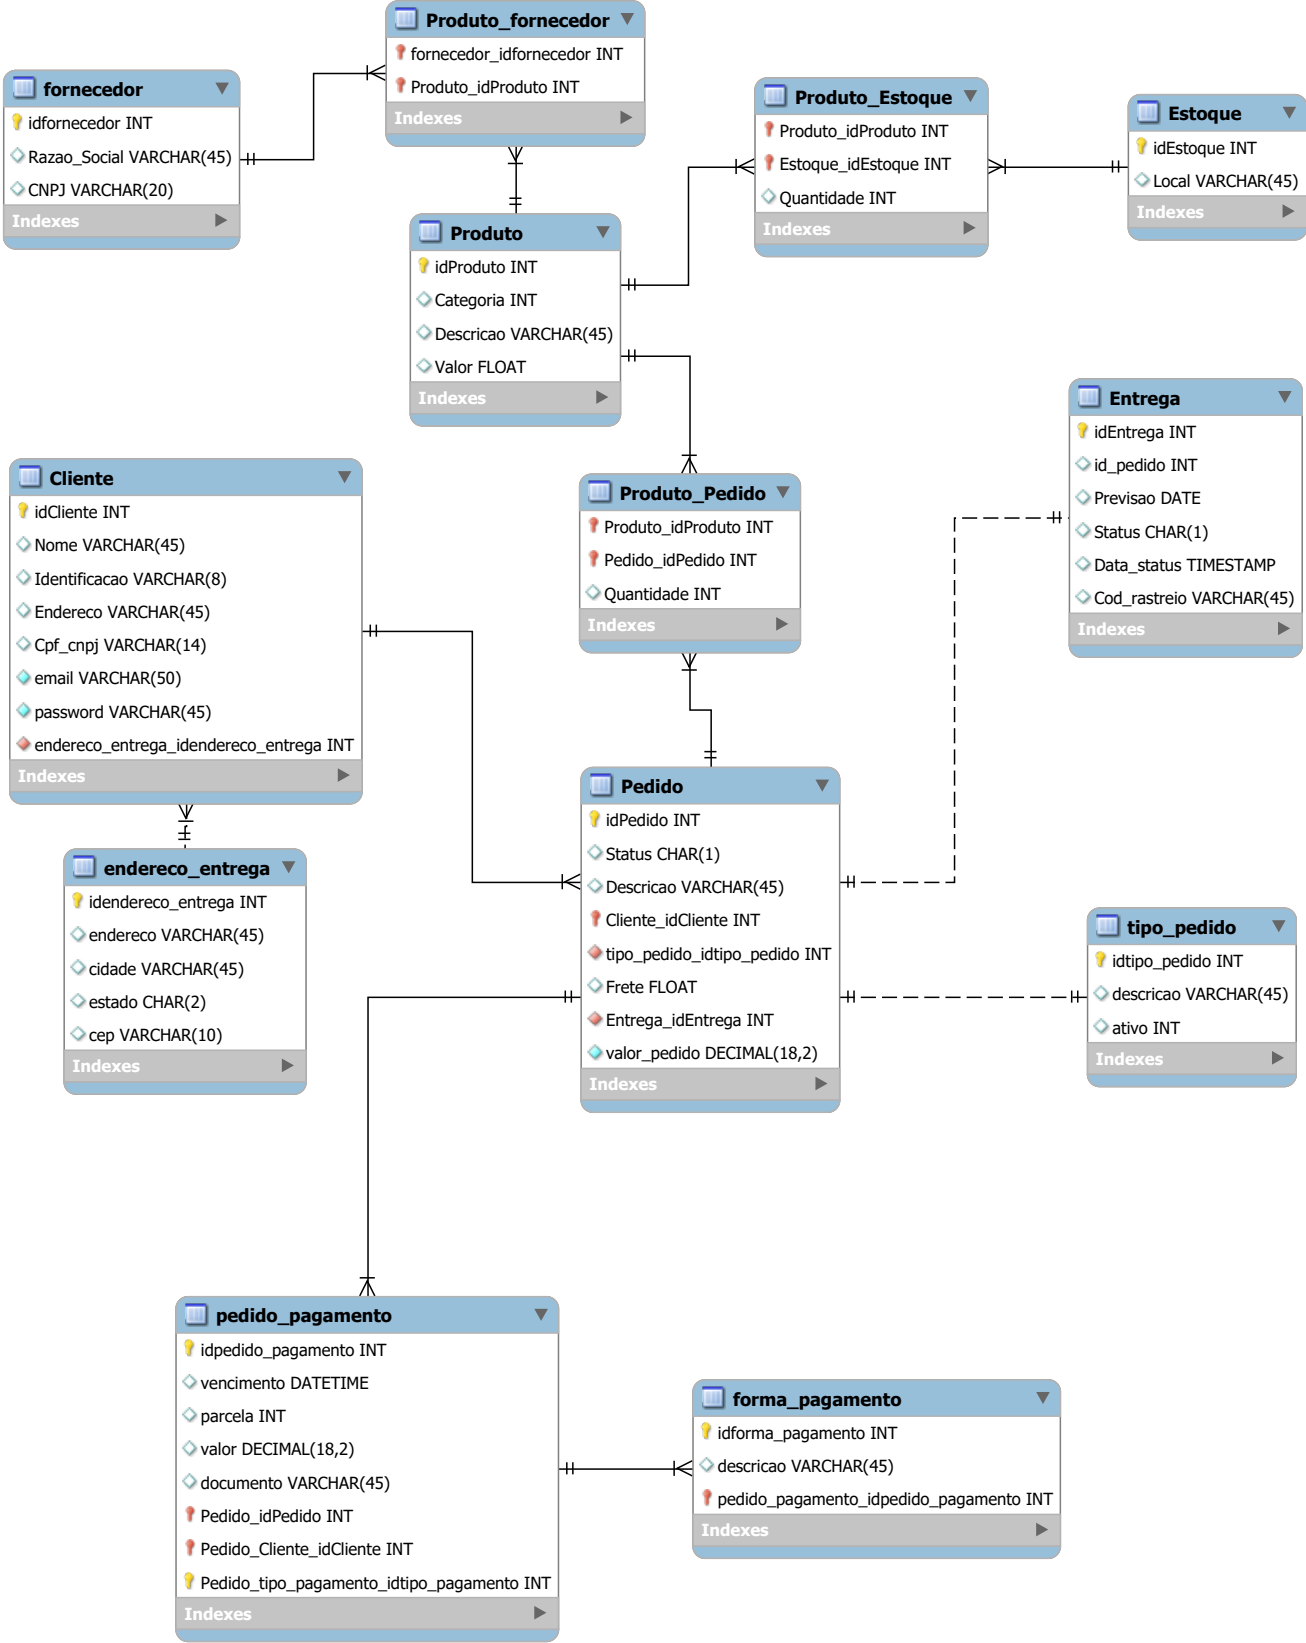 Produto_fornecedor
fornecedor_idfornecedor INT
Produto_idProduto INT
Indexes
fornecedor
idfornecedor INT
Razao_Social VARCHAR(45)
CNPJ VARCHAR(20)
Indexes
Produto_Estoque
Produto_idProduto INT
Estoque_idEstoque INT
Quantidade INT
Indexes
Estoque
idEstoque INT
Local VARCHAR(45)
Indexes
Produto
idProduto INT
Categoria INT
Descricao VARCHAR(45)
Valor FLOAT
Indexes
Entrega
idEntrega INT
id_pedido INT
Previsao DATE
Status CHAR(1)
Data_status TIMESTAMP
Cod_rastreio VARCHAR(45)
Indexes
Cliente
idCliente INT
Nome VARCHAR(45)
Identificacao VARCHAR(8)
Endereco VARCHAR(45)
Cpf_cnpj VARCHAR(14)
email VARCHAR(50)
password VARCHAR(45)
endereco_entrega_idendereco_entrega INT
Indexes
Produto_Pedido
Produto_idProduto INT
Pedido_idPedido INT
Quantidade INT
Indexes
Pedido
idPedido INT
Status CHAR(1)
Descricao VARCHAR(45)
Cliente_idCliente INT
tipo_pedido_idtipo_pedido INT
Frete FLOAT
Entrega_idEntrega INT
valor_pedido DECIMAL(18,2)
Indexes
endereco_entrega
idendereco_entrega INT
endereco VARCHAR(45)
cidade VARCHAR(45)
estado CHAR(2)
cep VARCHAR(10)
Indexes
tipo_pedido
idtipo_pedido INT
descricao VARCHAR(45)
ativo INT
Indexes
pedido_pagamento
idpedido_pagamento INT
vencimento DATETIME
parcela INT
valor DECIMAL(18,2)
documento VARCHAR(45)
Pedido_idPedido INT
Pedido_Cliente_idCliente INT
Pedido_tipo_pagamento_idtipo_pagamento INT
Indexes
forma_pagamento
idforma_pagamento INT
descricao VARCHAR(45)
pedido_pagamento_idpedido_pagamento INT
Indexes